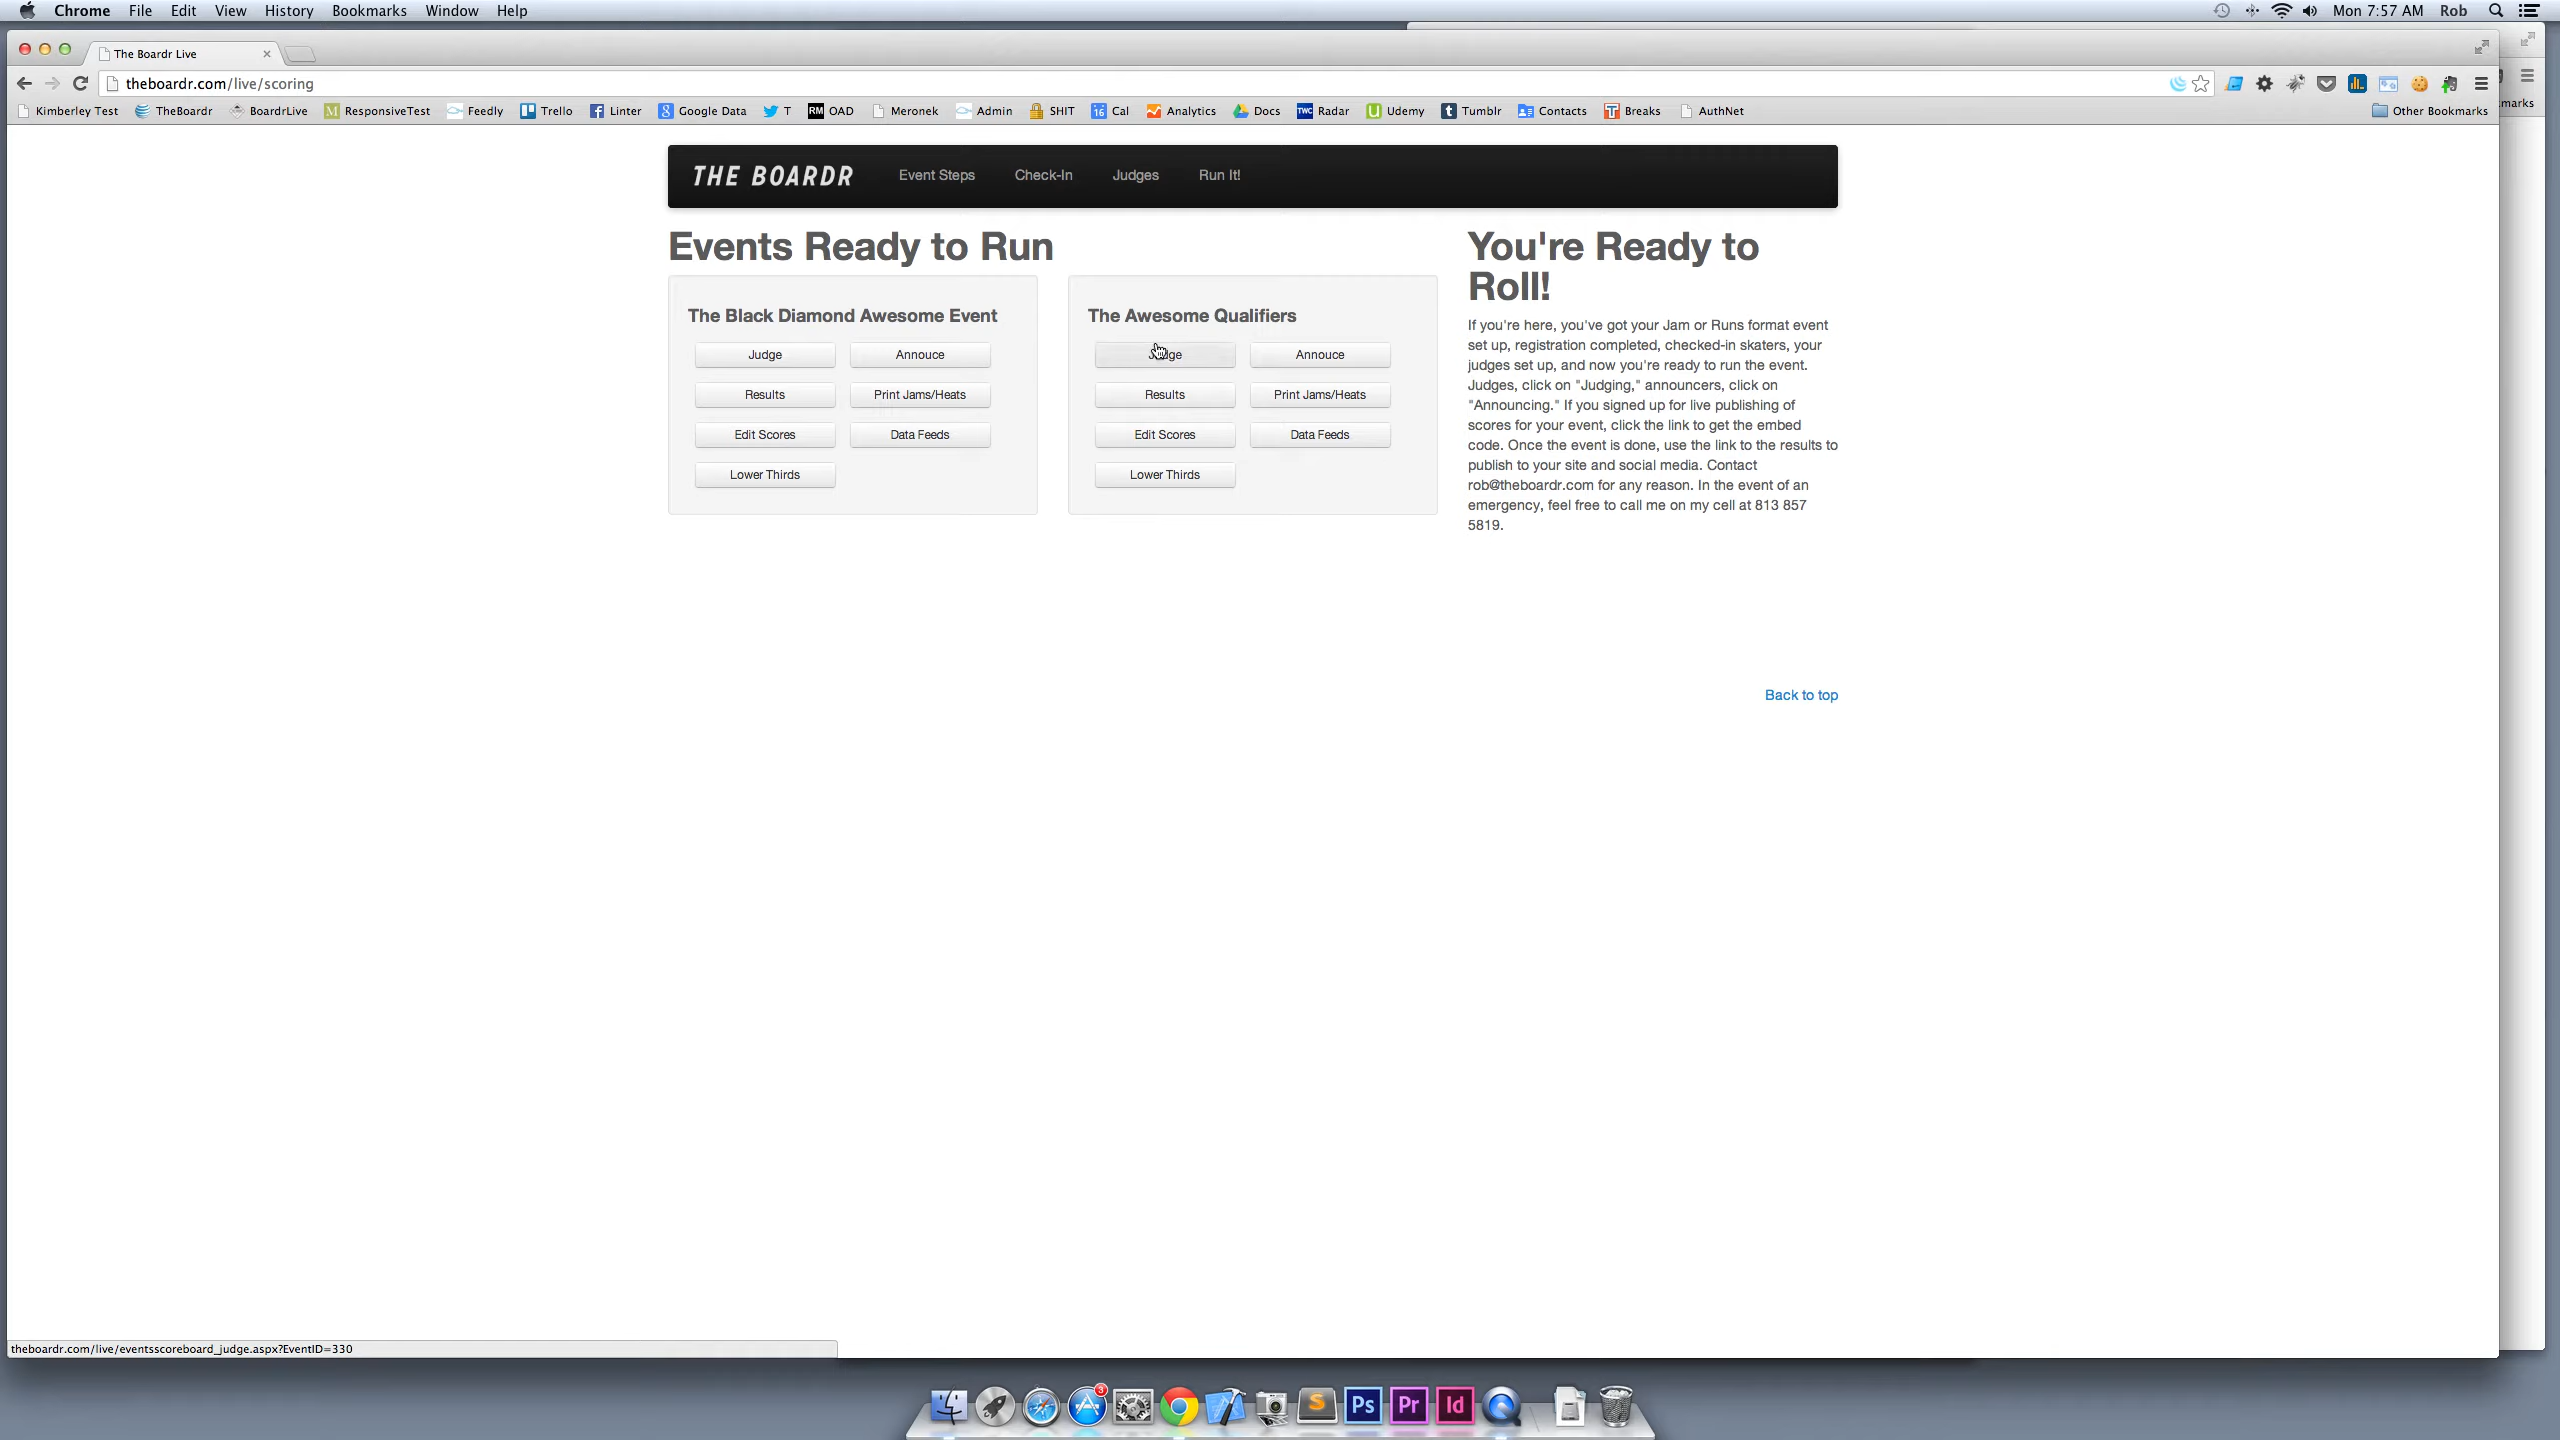 Chrome File Edit View History Bookmarks Window Help
Mon 7:57 AM Rob
The Boardr Live
theboardr.com/live/scoring
Kimberley Test TheBoardr BoardrLive ResponsiveTest Feedly Trello Linter Google Data T OAD Meronek Admin SHIT Cal Analytics Docs Radar Udemy Tumblr Contacts Breaks AuthNet Other Bookmarks
marks
THE BOARDR Event Steps Check-In Judges Run It!
Events Ready to Run
The Black Diamond Awesome Event
Judge Annouce
Results Print Jams/Heats
Edit Scores Data Feeds
Lower Thirds
The Awesome Qualifiers
Judge Annouce
Results Print Jams/Heats
Edit Scores Data Feeds
Lower Thirds
You're Ready to
Roll!
If you're here, you've got your Jam or Runs format event
set up, registration completed, checked-in skaters, your
judges set up, and now you're ready to run the event.
Judges, click on "Judging," announcers, click on
"Announcing." If you signed up for live publishing of
scores for your event, click the link to get the embed
code. Once the event is done, use the link to the results to
publish to your site and social media. Contact
rob@theboardr.com for any reason. In the event of an
emergency, feel free to call me on my cell at 813 857
5819.
Back to top
theboardr.com/live/eventsscoreboard_judge.aspx?EventID=330
3
S Ps Pr Id